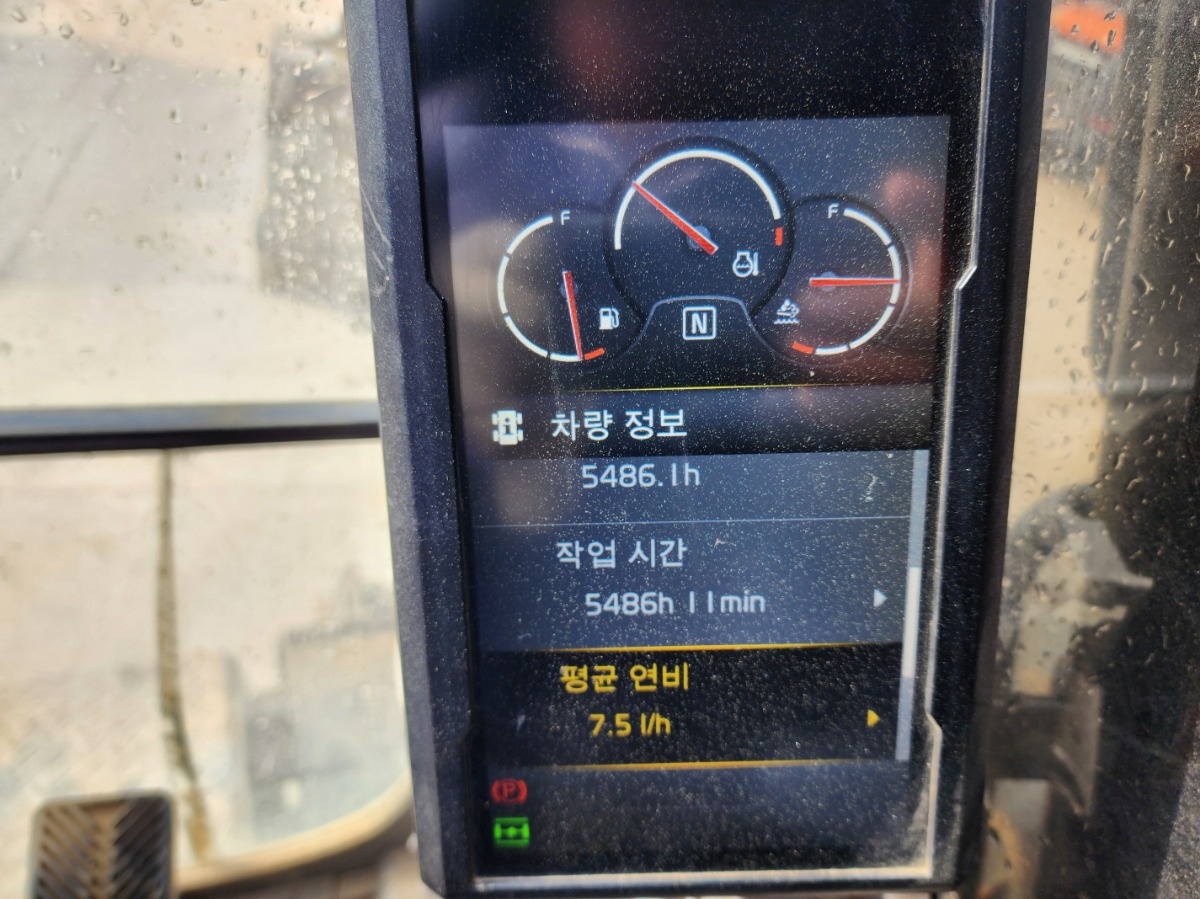 F
F
N
차량 정보
5486.1h
작업 시간
5486h 11min
평균 연비
7.5 l/h
P